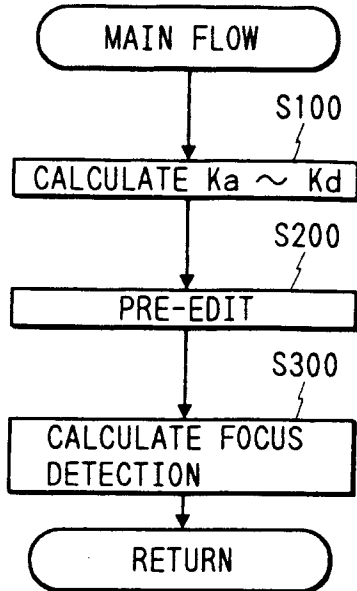 MAIN FLOW
S100
CALCULATE Ka ~ Kd
S200
PRE-EDIT
S300
CALCULATE FOCUS
DETECTION
RETURN